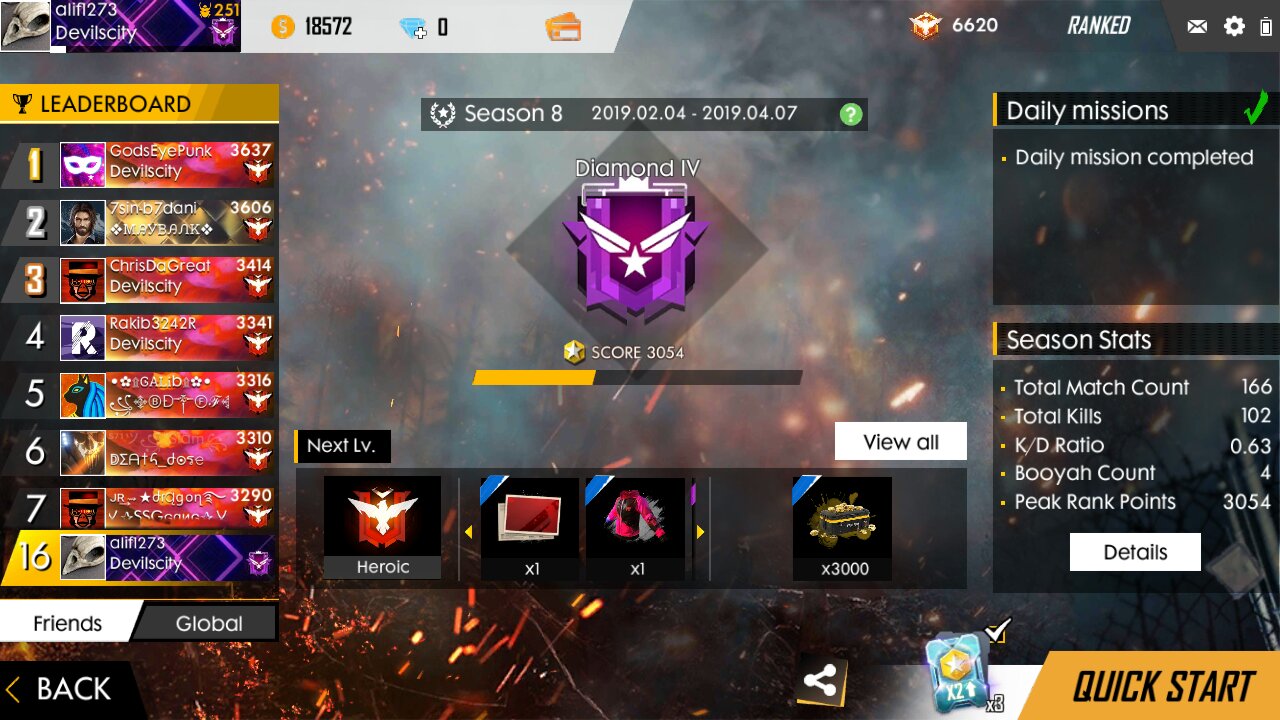 alif1273
251
Devilscity
18572
0
6620
RANKED
LEADERBOARD
1
GodsEyePunk
3637
Devilscity
2
7sin-b7dani
3606
3
ChrisDaGreat
3414
Devilscity
4
Rakib3242R
3341
Devilscity
5
3316
6
3310
7
3290
16
alif1273
Devilscity
Friends
Global
BACK
Season 8
2019.02.04 - 2019.04.07
?
Diamond IV
SCORE 3054
Next Lv.
View all
Heroic
x1
x1
x3000
Daily missions
Daily mission completed
Season Stats
Total Match Count 166
Total Kills 102
K/D Ratio 0.63
Booyah Count 4
Peak Rank Points 3054
Details
X2
x3
QUICK START